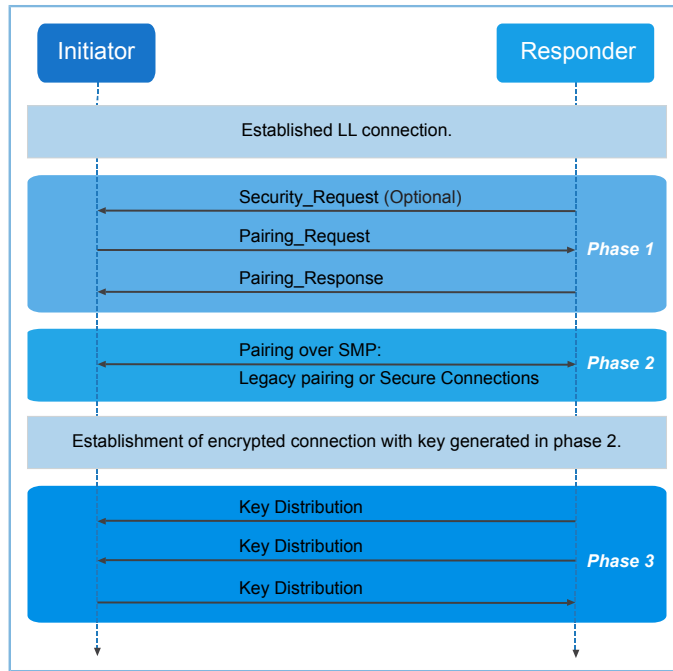 Initiator
Responder
Established LL connection.
Security_Request (Optional)
Pairing_Request
Phase 1
Pairing_Response
Pairing over SMP:
Phase 2
Legacy pairing or Secure Connections
Establishment of encrypted connection with key generated in phase 2.
Key Distribution
Key Distribution
Phase 3
Key Distribution